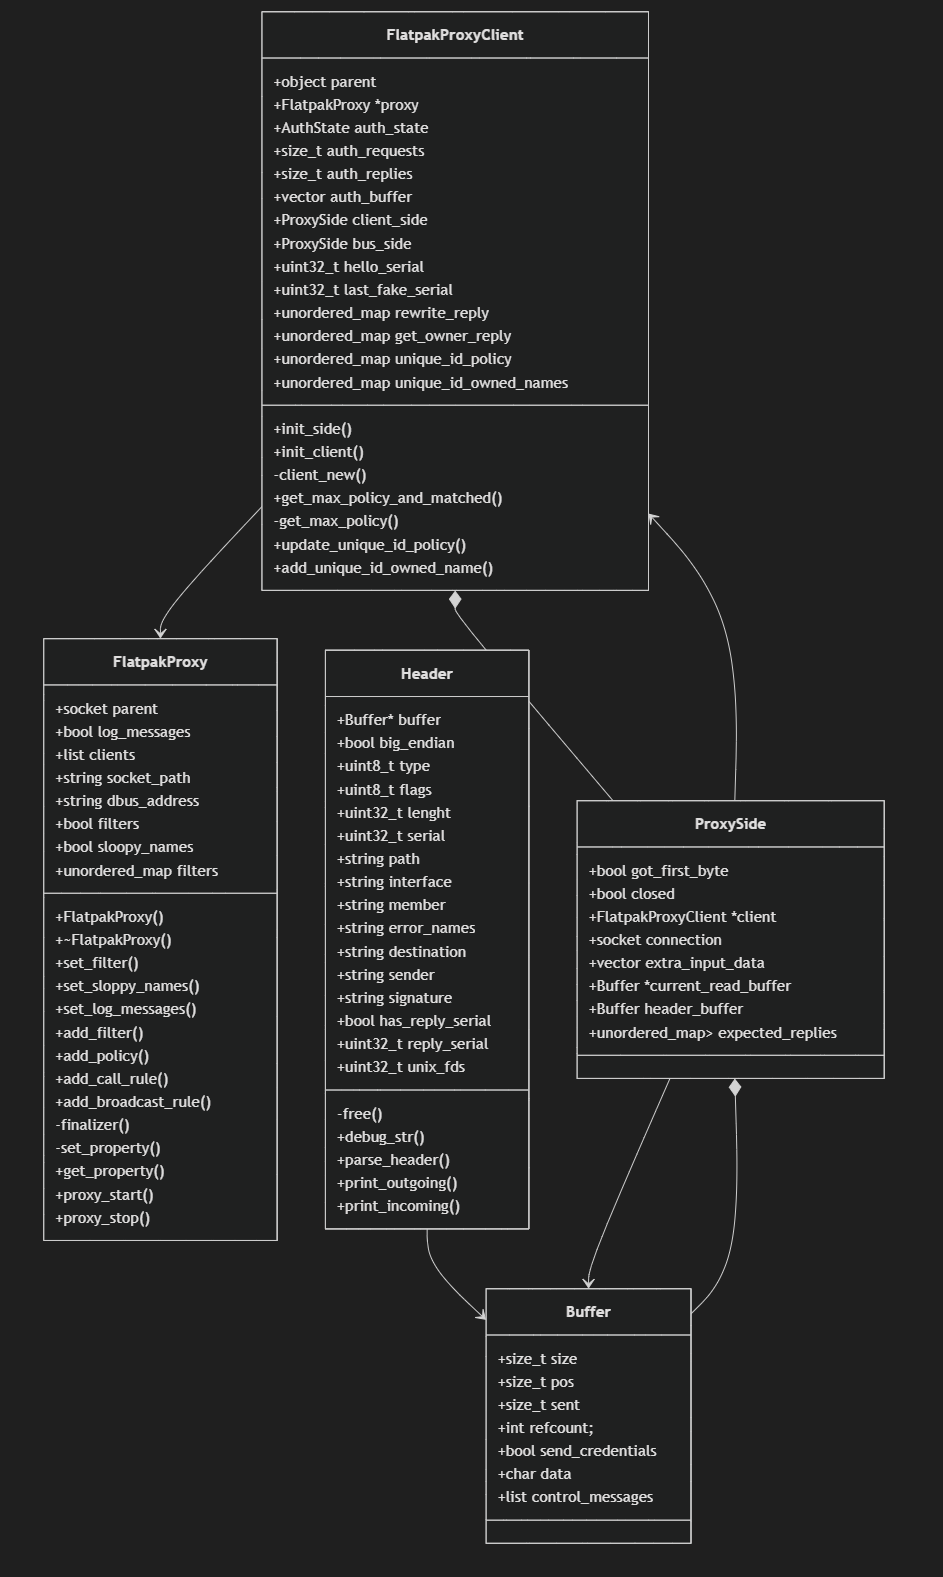 FlatpakProxyClient
+object parent
+FlatpakProxy *proxy
+AuthState auth_state
+size_t auth_requests
+size_t auth_replies
+vector auth_buffer
+ProxySide client_side
+ProxySide bus_side
+uint32_t hello_serial
+uint32_t last_fake_serial
+unordered_map rewrite_reply
+unordered_map get_owner_reply
+unordered_map unique_id_policy
+unordered_map unique_id_owned_names
+init_side()
+init_client()
-client_new()
+get_max_policy_and_matched()
-get_max_policy()
+update_unique_id_policy()
+add_unique_id_owned_name()
FlatpakProxy
+socket parent
+bool log_messages
+list clients
+string socket_path
+string dbus_address
+bool filters
+bool sloopy_names
+unordered_map filters
+FlatpakProxy()
+~FlatpakProxy()
+set_filter()
+set_sloppy_names()
+set_log_messages()
+add_filter()
+add_policy()
+add_call_rule()
+add_broadcast_rule()
-finalizer()
-set_property()
+get_property()
+proxy_start()
+proxy_stop()
Header
+Buffer* buffer
+bool big_endian
+uint8_t type
+uint8_t flags
+uint32_t lenght
+uint32_t serial
+string path
+string interface
+string member
+string error_names
+string destination
+string sender
+string signature
+bool has_reply_serial
+uint32_t reply_serial
+uint32_t unix_fds
-free()
+debug_str()
+parse_header()
+print_outgoing()
+print_incoming()
ProxySide
+bool got_first_byte
+bool closed
+FlatpakProxyClient *client
+socket connection
+vector extra_input_data
+Buffer *current_read_buffer
+Buffer header_buffer
+unordered_map> expected_replies
Buffer
+size_t size
+size_t pos
+size_t sent
+int refcount;
+bool send_credentials
+char data
+list control_messages